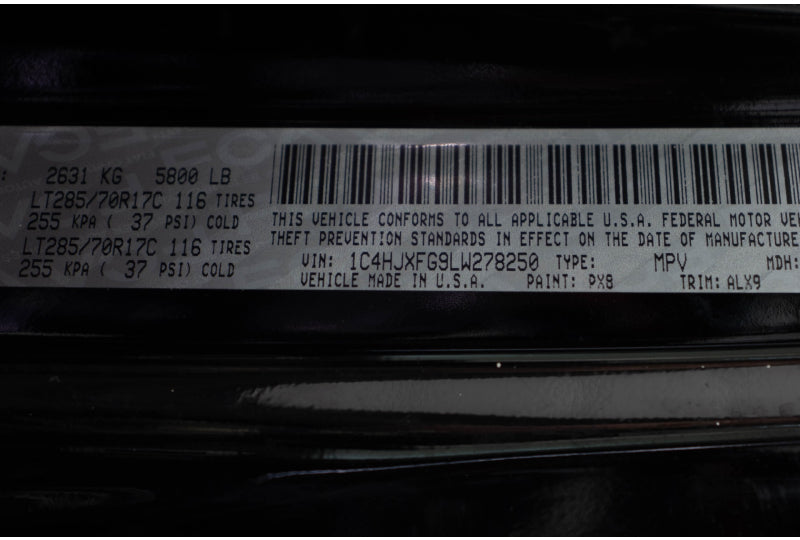 : 2631 KG 5800 LB
LT285/70R17C 116 TIRES
255 KPA ( 37 PSI) COLD
LT285/70R17C 116 TIRES
255 KPA ( 37 PSI) COLD
THIS VEHICLE CONFORMS TO ALL APPLICABLE U.S.A. FEDERAL MOTOR VE
THEFT PREVENTION STANDARDS IN EFFECT ON THE DATE OF MANUFACTURE
VIN: 1C4HJXFG9LW278250 TYPE: MPV MDH:
VEHICLE MADE IN U.S.A. PAINT: PX8 TRIM: ALX9